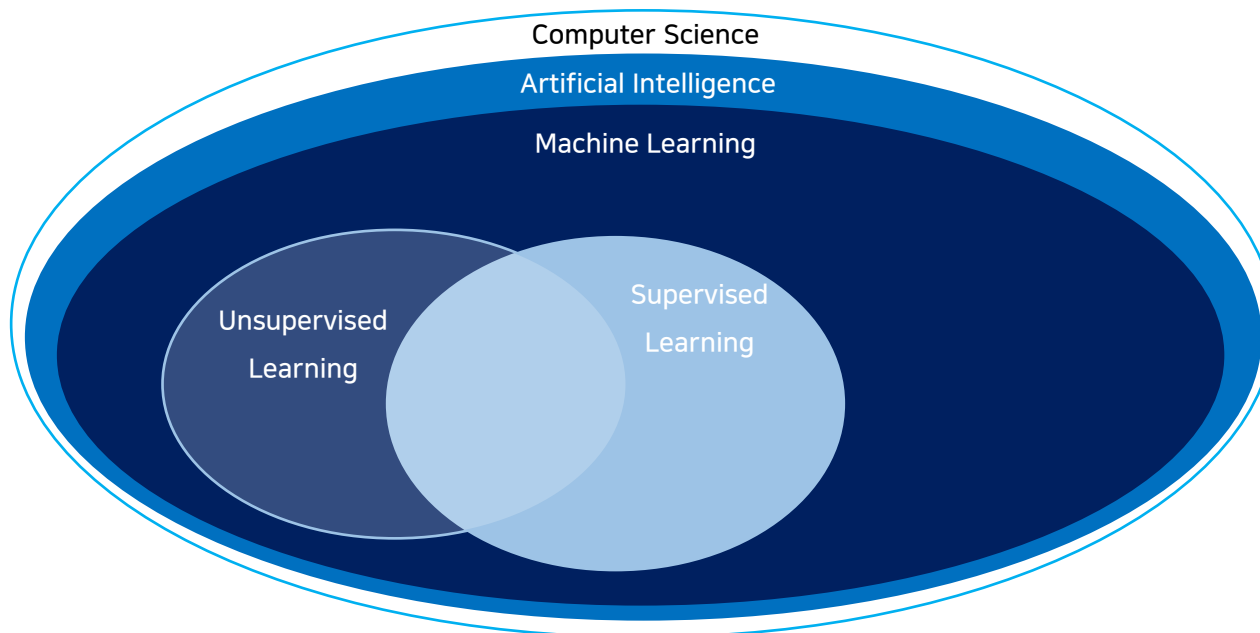 Computer Science
Artificial Intelligence
Machine Learning
Unsupervised
Learning
Supervised
Learning